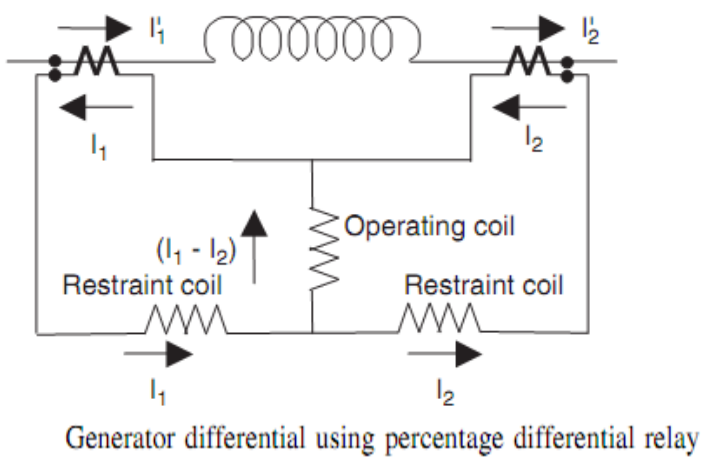 I'₁ I'₂
I₁ I₂
Operating coil
(I₁ - I₂)
Restraint coil Restraint coil
I₁ I₂
Generator differential using percentage differential relay